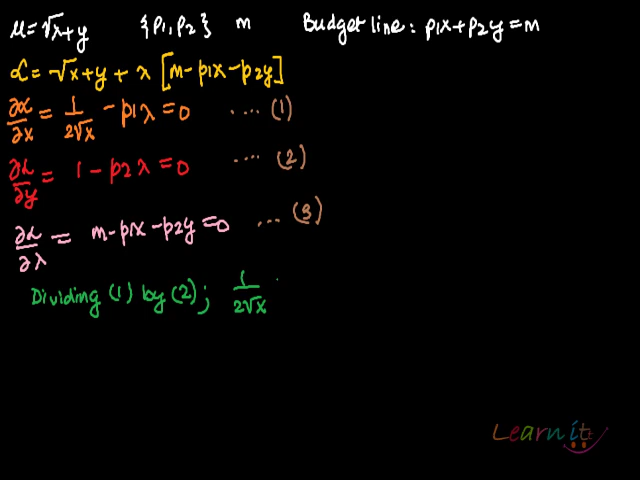 u = √x + y {P1, P2} m Budget line: P1x + P2y = m
ℒ = √x + y + λ [m - P1x - P2y]
∂ℒ/∂x = 1/2√x - P1λ = 0 .... (1)
∂ℒ/∂y = 1 - P2λ = 0 .... (2)
∂ℒ/∂λ = m - P1x - P2y = 0 ... (3)
Dividing (1) by (2); 1/2√x
Learnitt